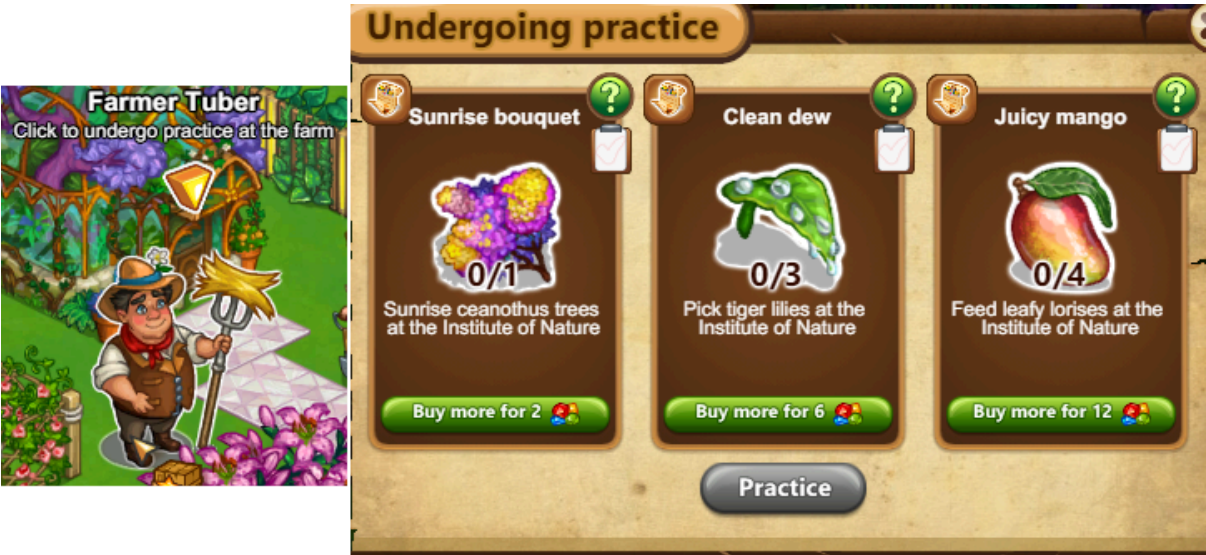 Farmer Tuber
Click to undergo practice at the farm
Undergoing practice
?
Sunrise bouquet
0/1
Sunrise ceanothus trees
at the Institute of Nature
Buy more for 2
?
Clean dew
0/3
Pick tiger lilies at the
Institute of Nature
Buy more for 6
?
Juicy mango
0/4
Feed leafy lorises at the
Institute of Nature
Buy more for 12
Practice